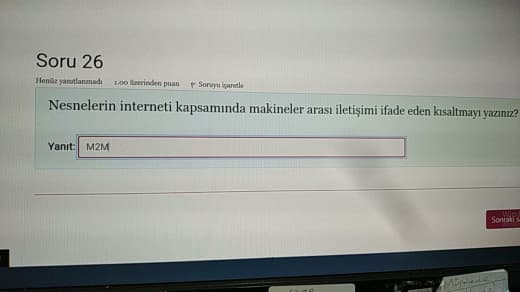 Soru 26
Henüz yanıtlanmadı 1,00 üzerinden puan Soruyu işaretle
Nesnelerin interneti kapsamında makineler arası iletişimi ifade eden kısaltmayı yazınız?
Yanıt: M2M
Sonraki